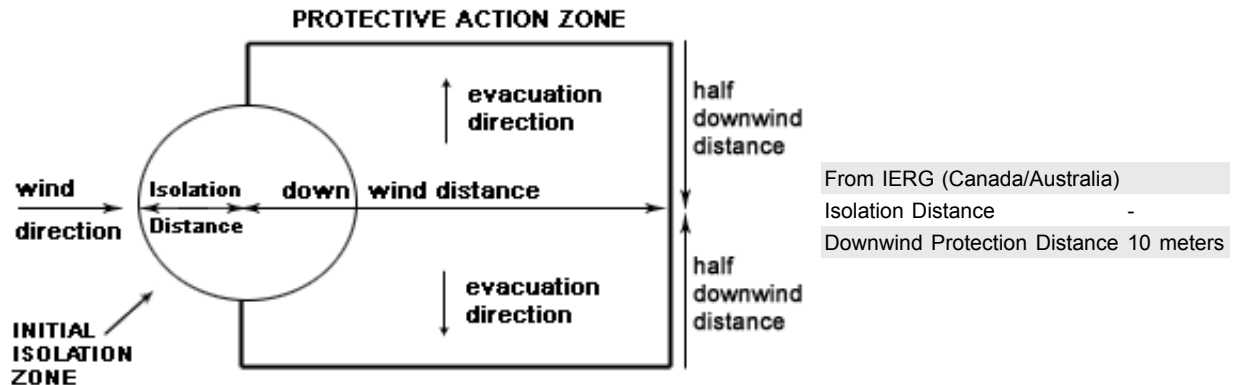 PROTECTIVE ACTION ZONE
evacuation
direction
half
downwind
distance
wind
direction
Isolation
Distance
down wind distance
evacuation
direction
half
downwind
distance
INITIAL
ISOLATION
ZONE
From IERG (Canada/Australia)
Isolation Distance -
Downwind Protection Distance 10 meters